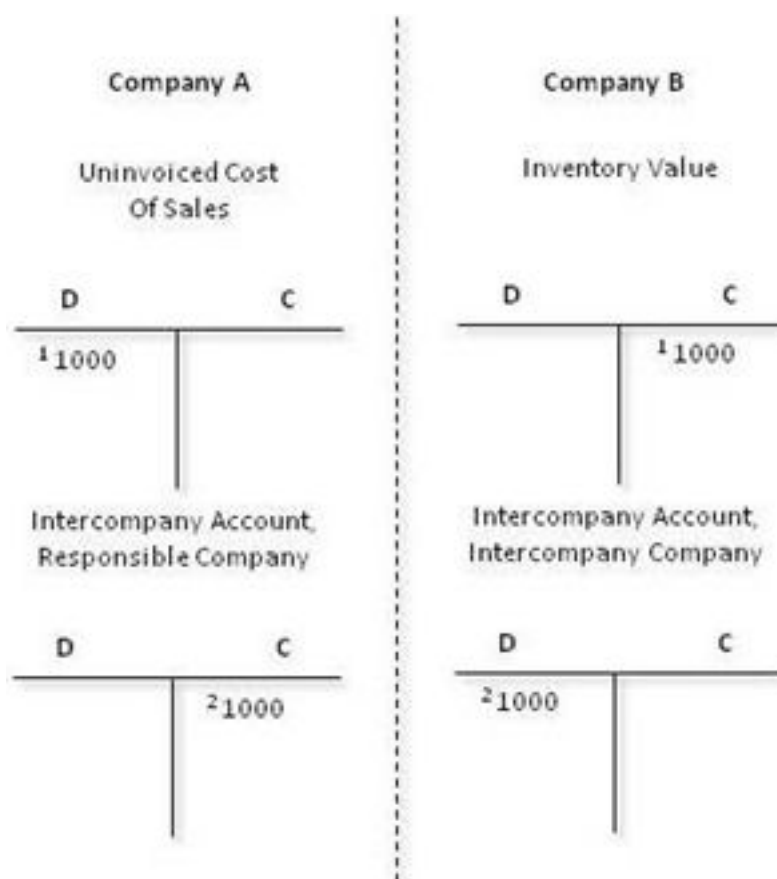 Company A
Uninvoiced Cost
Of Sales
D C
¹1000
Intercompany Account,
Responsible Company
D C
²1000
Company B
Inventory Value
D C
¹1000
Intercompany Account,
Intercompany Company
D C
²1000